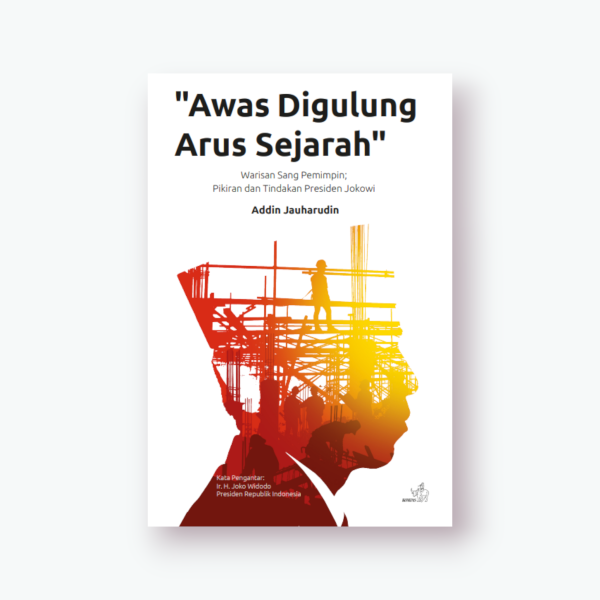 "Awas Digulung
Arus Sejarah"
Warisan Sang Pemimpin;
Pikiran dan Tindakan Presiden Jokowi
Addin Jauharudin
Kata Pengantar:
Ir. H. Joko Widodo
Presiden Republik Indonesia